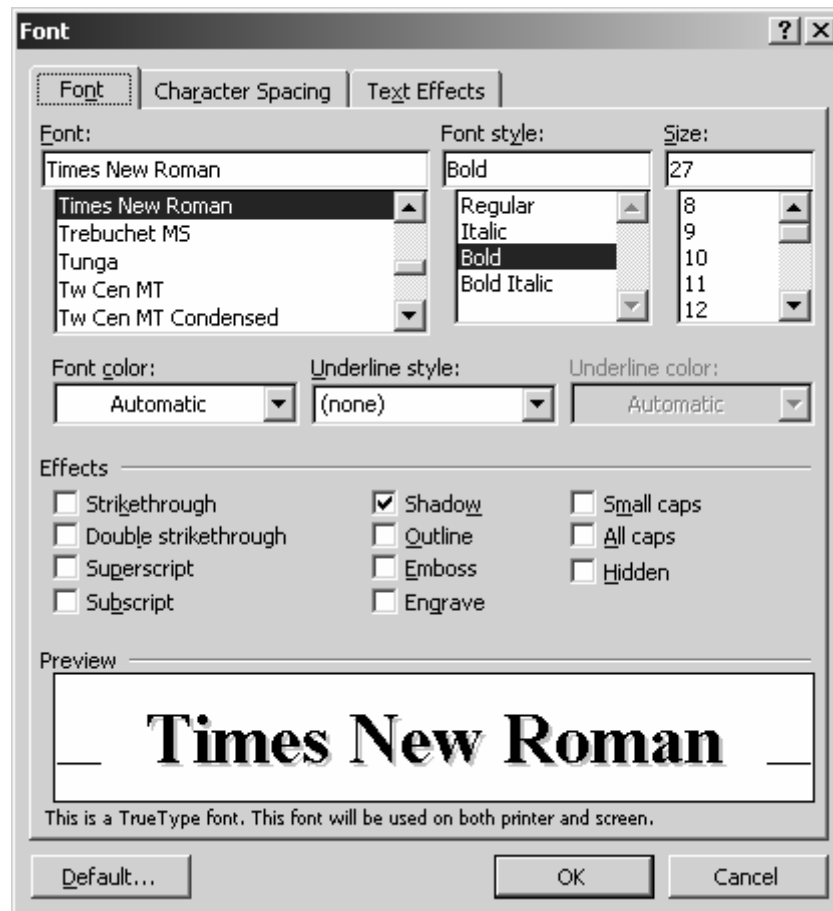 Font
Font Character Spacing Text Effects
Font: Font style: Size:
Times New Roman Bold 27
Times New Roman Regular 8
Trebuchet MS Italic 9
Tunga Bold 10
Tw Cen MT Bold Italic 11
Tw Cen MT Condensed 12
Font color: Underline style: Underline color:
Automatic (none) Automatic
Effects
Strikethrough Shadow Small caps
Double strikethrough Outline All caps
Superscript Emboss Hidden
Subscript Engrave
Preview
Times New Roman
This is a TrueType font. This font will be used on both printer and screen.
Default... OK Cancel